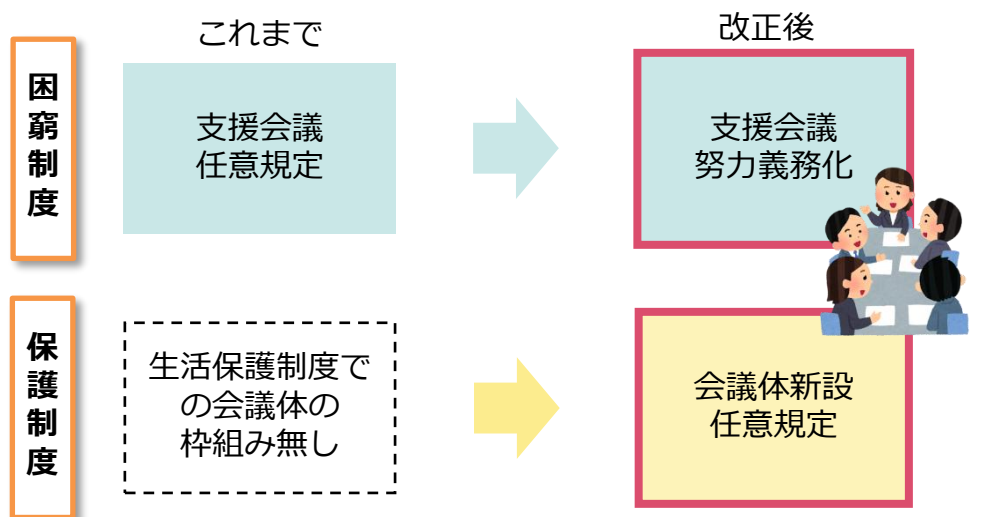 これまで
改正後
困窮制度
支援会議
任意規定
支援会議
努力義務化
保護制度
生活保護制度で
の会議体の
枠組み無し
会議体新設
任意規定